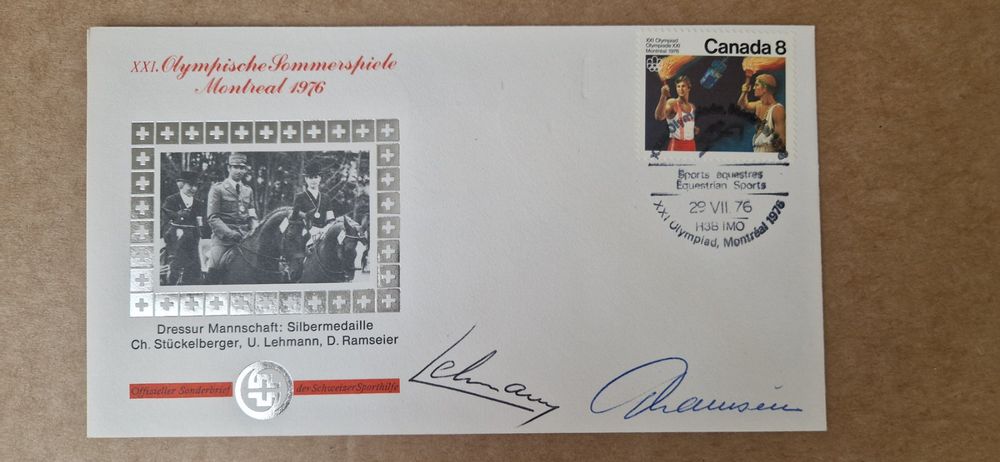 XXI. Olympische Sommerspiele
Montreal 1976
Dressur Mannschaft: Silbermedaille
Ch. Stückelberger, U. Lehmann, D. Ramseier
Offizieller Sonderbrief der Schweizer Sporthilfe
XXI Olympiad
Olympiade XXI
Montréal 1976
Canada 8
Sports équestres
Equestrian Sports
29 VII. 76
H3B 1M0
XXI Olympiad, Montréal 1976
Lehmann
DRamseier